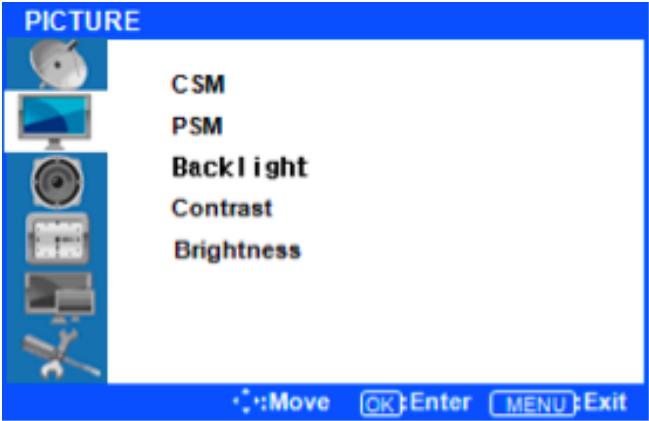 PICTURE
CSM
PSM
Backlight
Contrast
Brightness
:Move OK:Enter MENU:Exit